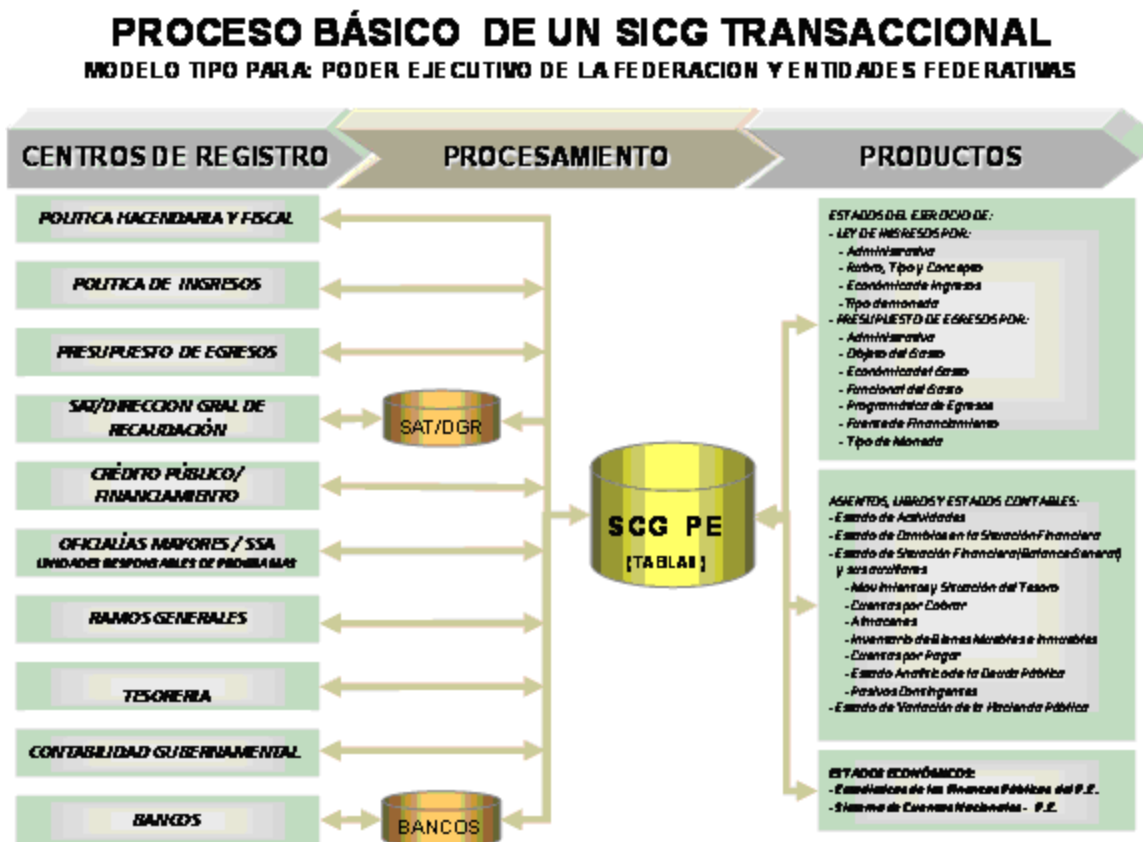 PROCESO BÁSICO DE UN SICG TRANSACCIONAL
MODELO TIPO PARA: PODER EJECUTIVO DE LA FEDERACION Y ENTIDADES FEDERATIVAS
CENTROS DE REGISTRO
PROCESAMIENTO
PRODUCTOS
POLITICA HACENDARIA Y FISCAL
POLITICA DE INGRESOS
PRESUPUESTO DE EGRESOS
SAT/DIRECCION GRAL DE
RECAUDACIÓN
CRÉDITO PÚBLICO/
FINANCIAMIENTO
OFICIALÍAS MAYORES / SSA
UNIDADES RESPONSABLES DE PROGRAMAS
RAMOS GENERALES
TESORERIA
CONTABILIDAD GUBERNAMENTAL
BANCOS
SAT/DGR
BANCOS
SCG PE
ESTADOS DEL EJERCICIO DE:
- LEY DE INGRESOS POR:
- Administrativa
- Rubro, Tipo y Concepto
- Económica de Ingresos
- Tipo de moneda
- PRESUPUESTO DE EGRESOS POR:
- Administrativa
- Objeto del Gasto
- Económica del Gasto
- Funcional del Gasto
- Programática de Egresos
- Fuente de Financiamiento
- Tipo de Moneda
ASIENTOS, LIBROS Y ESTADOS CONTABLES:
- Estado de Actividades
- Estado de Cambios en la Situación Financiera
- Estado de Situación Financiera (Balance General)
y sus auxiliares
- Movimientos y Situación del Tesoro
- Cuentas por Cobrar
- Almacenes
- Inventario de Bienes Muebles e Inmuebles
- Cuentas por Pagar
- Estado Analítico de la Deuda Pública
- Pasivos Contingentes
- Estado de Variación de la Hacienda Pública
ESTADOS ECONÓMICOS:
- Estadísticas de las Finanzas Públicas del P.E.
- Sistema de Cuentas Nacionales - P.E.